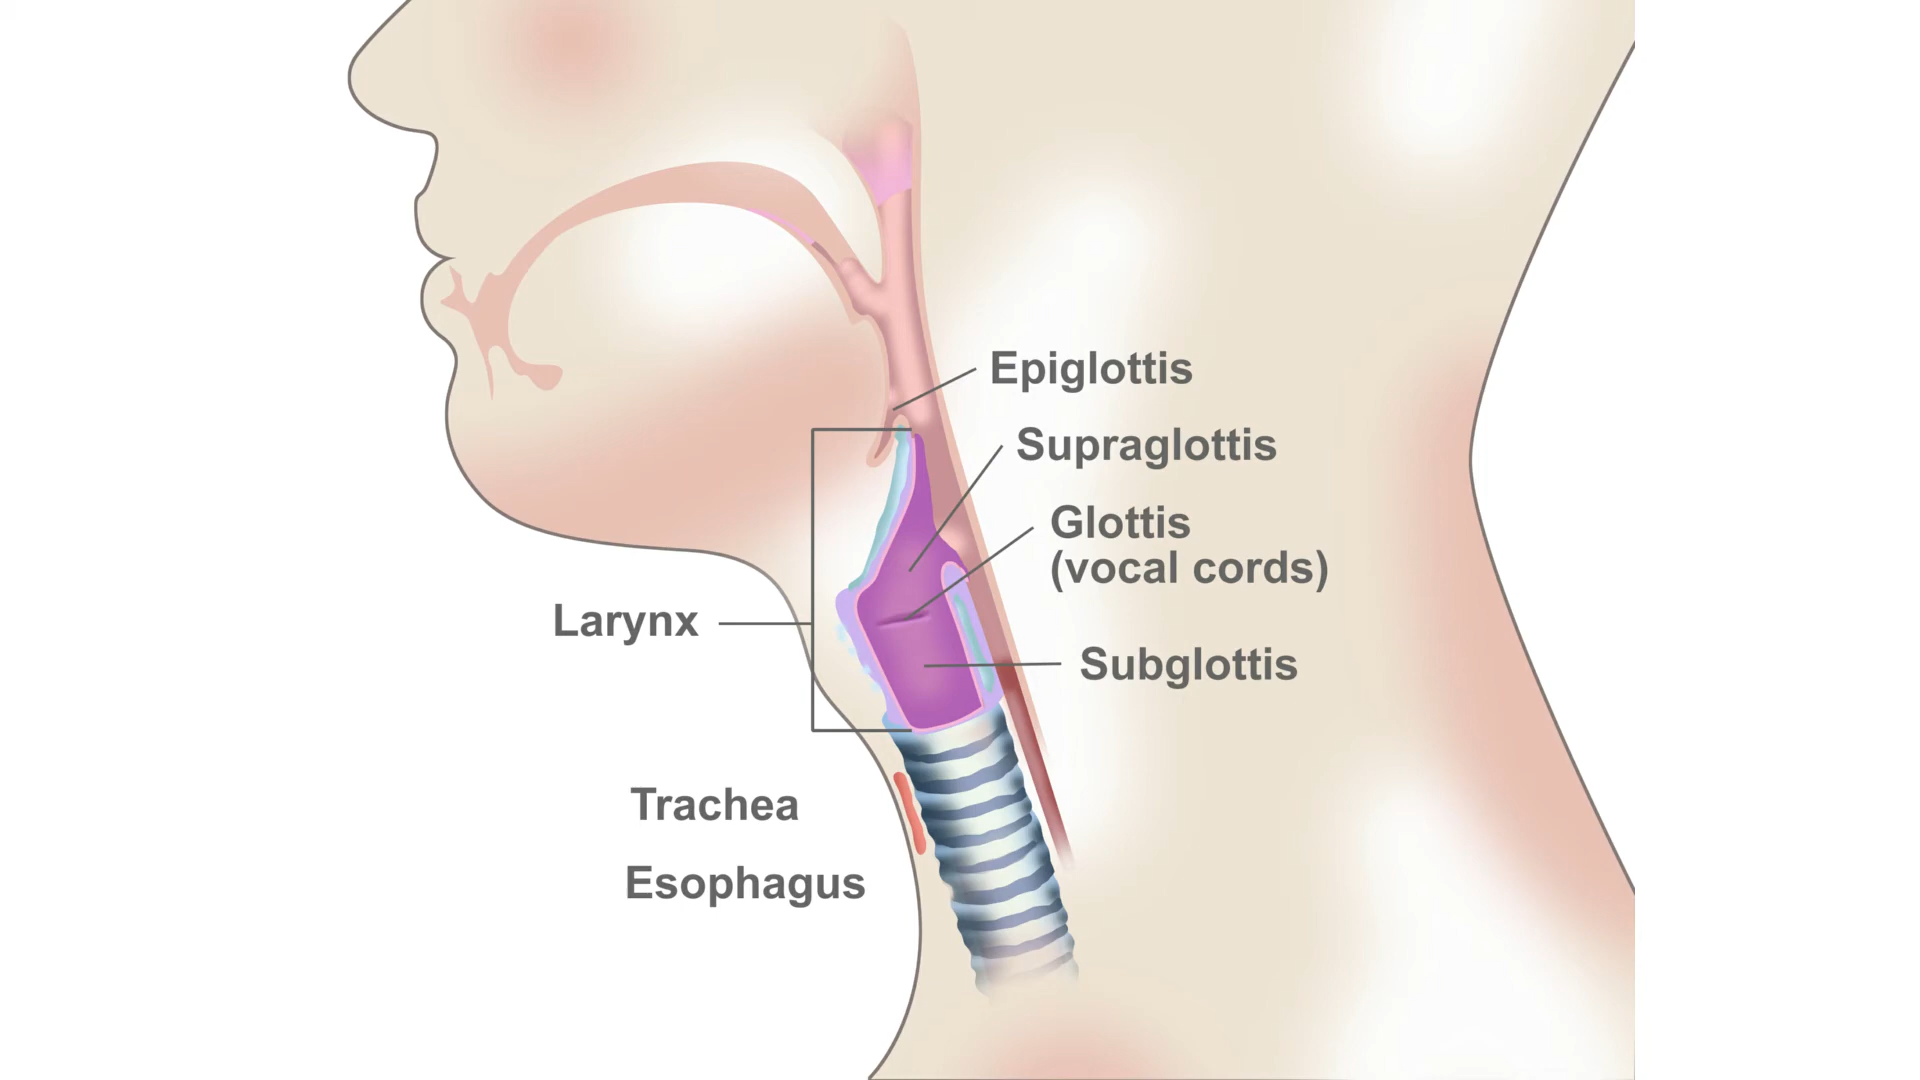 Epiglottis
Supraglottis
Glottis
(vocal cords)
Larynx
Subglottis
Trachea
Esophagus